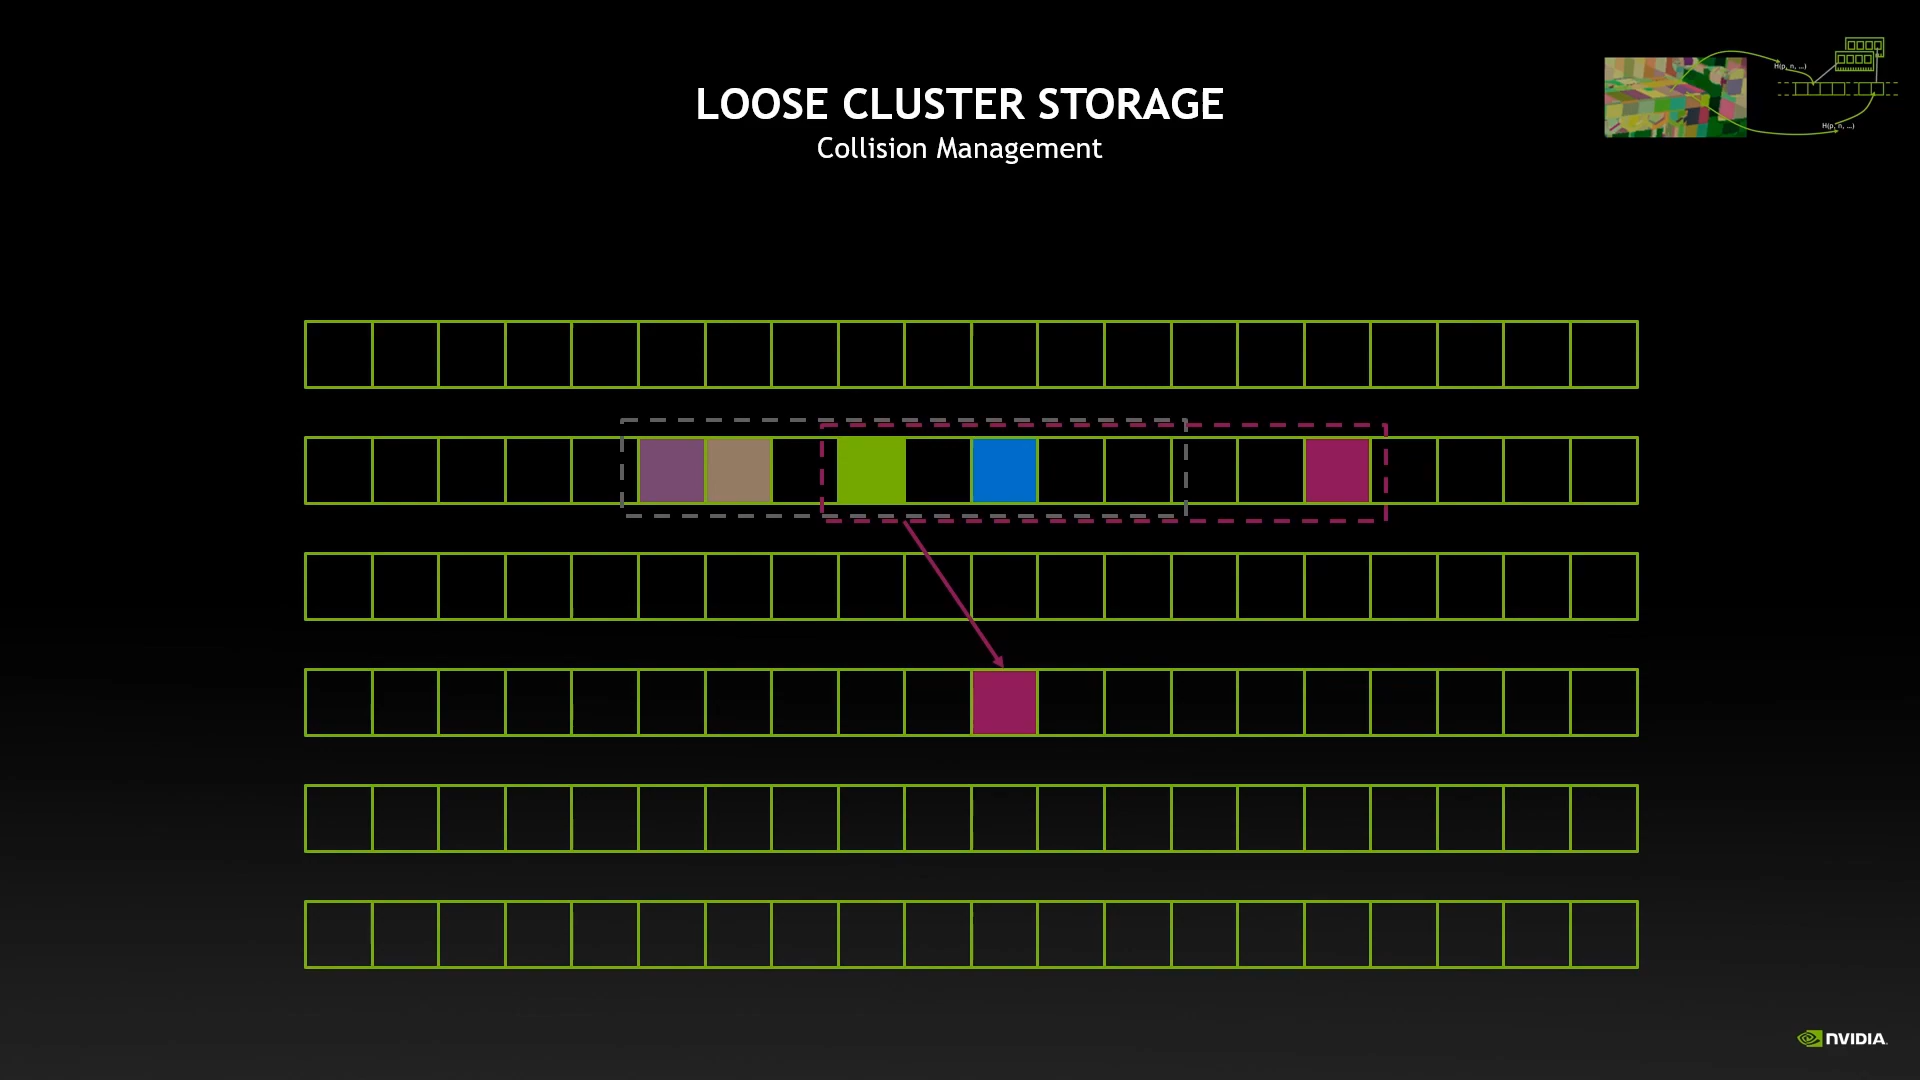 LOOSE CLUSTER STORAGE
Collision Management
H(p, n, ...)
H(p, n, ...)
NVIDIA.